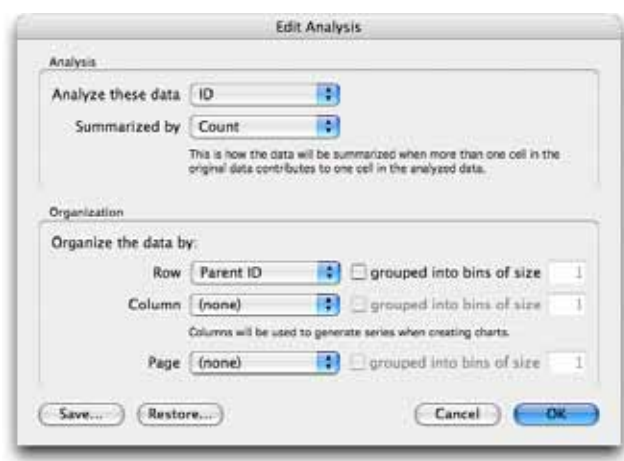 Edit Analysis
Analysis
Analyze these data ID
Summarized by Count
This is how the data will be summarized when more than one cell in the
original data contributes to one cell in the analyzed data.
Organization
Organize the data by:
Row Parent ID grouped into bins of size 1
Column (none) grouped into bins of size 1
Columns will be used to generate series when creating charts.
Page (none) grouped into bins of size 1
Save... Restore... Cancel OK